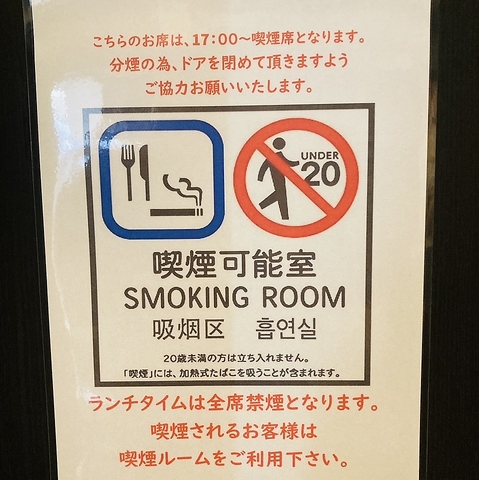 こちらのお席は、17:00～喫煙席となります。
分煙の為、ドアを閉めて頂きますよう
ご協力お願いいたします。
UNDER
20
喫煙可能室
SMOKING ROOM
吸烟区 흡연실
20歳未満の方は立ち入れません。
「喫煙」には、加熱式たばこを吸うことが含まれます。
ランチタイムは全席禁煙となります。
喫煙されるお客様は
喫煙ルームをご利用下さい。